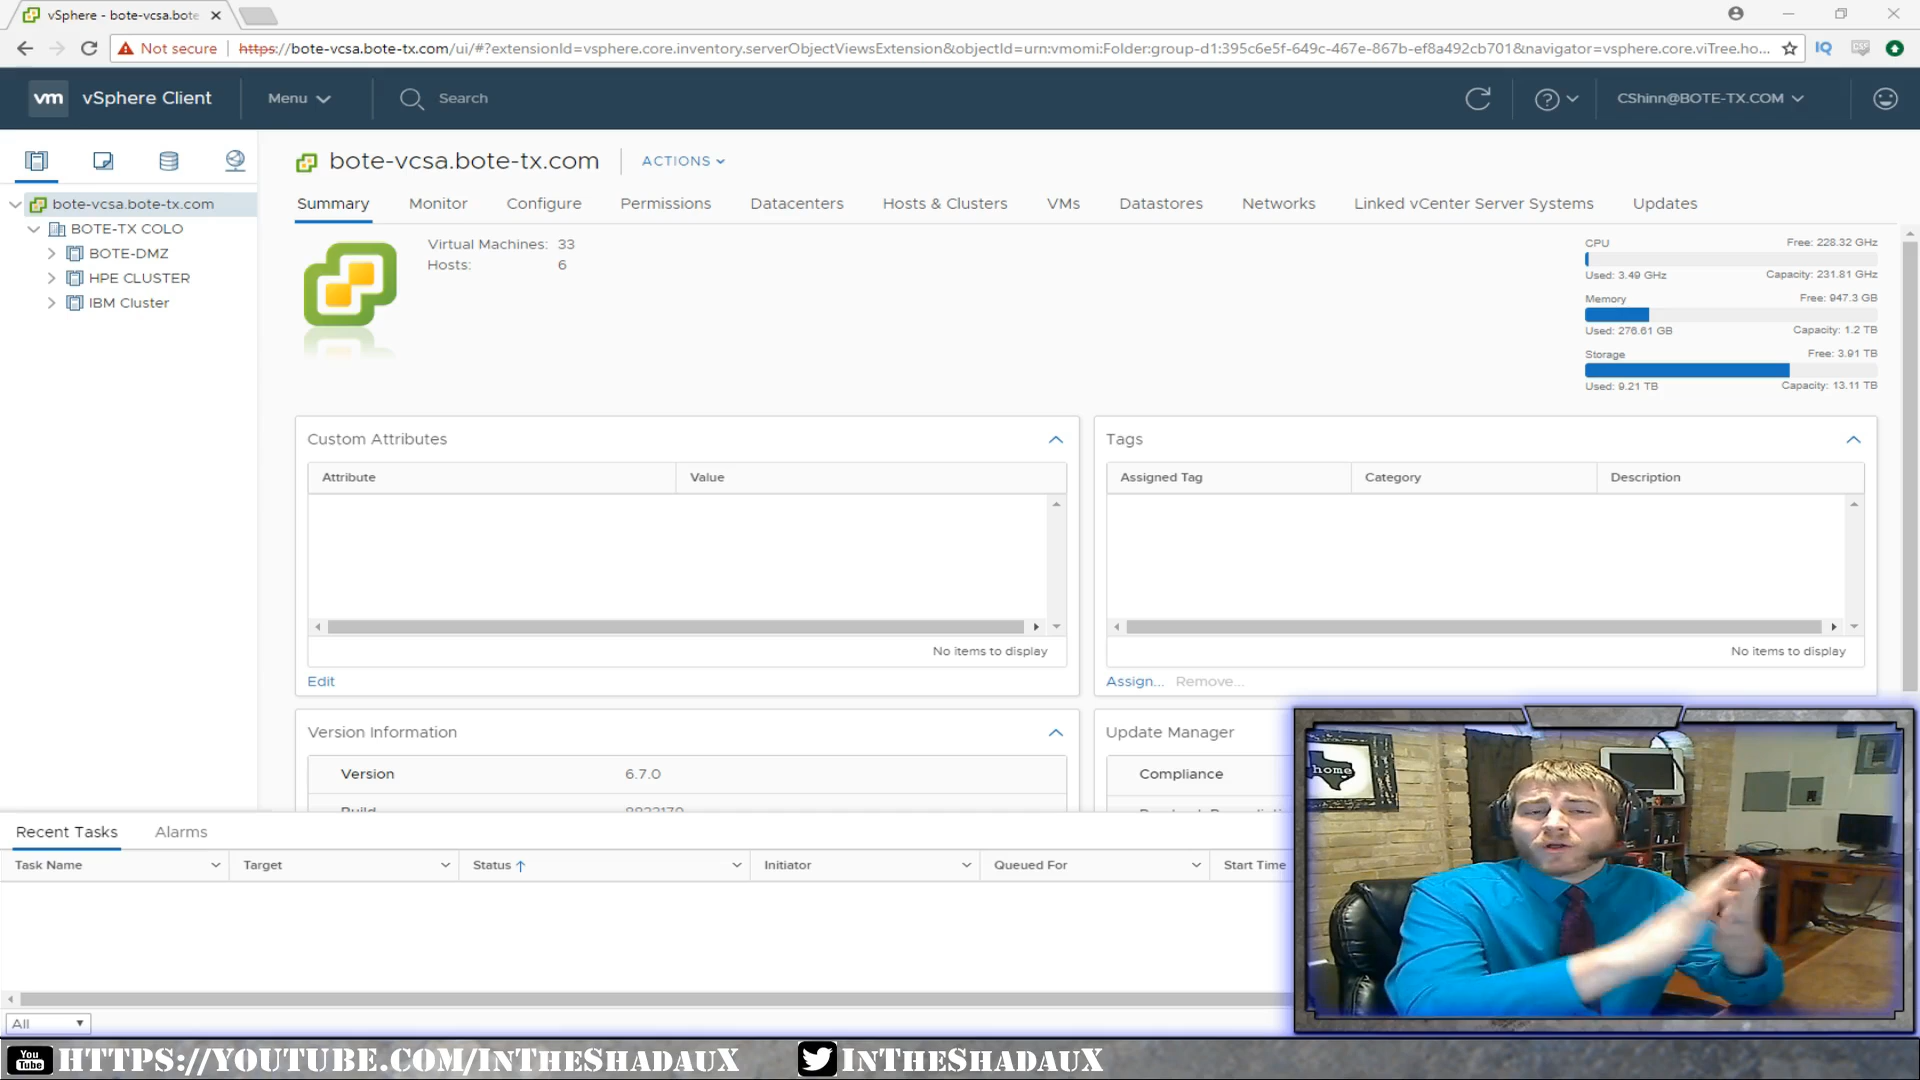 vSphere - bote-vcsa.bote
Not secure
https://bote-vcsa.bote-tx.com/ui/#?extensionId=vsphere.core.inventory.serverObjectViewsExtension&objectId=urn:vmomi:Folder:group-d1:395c6e5f-649c-467e-867b-ef8a492cb701&navigator=vsphere.core.viTree.ho...
IQ
vm vSphere Client Menu Search CShinn@BOTE-TX.COM
bote-vcsa.bote-tx.com ACTIONS
bote-vcsa.bote-tx.com
BOTE-TX COLO
BOTE-DMZ
HPE CLUSTER
IBM Cluster
Summary Monitor Configure Permissions Datacenters Hosts & Clusters VMs Datastores Networks Linked vCenter Server Systems Updates
Virtual Machines: 33
Hosts: 6
CPU Free: 228.32 GHz
Used: 3.49 GHz Capacity: 231.81 GHz
Memory Free: 947.3 GB
Used: 276.61 GB Capacity: 1.2 TB
Storage Free: 3.91 TB
Used: 9.21 TB Capacity: 13.11 TB
Custom Attributes
Attribute Value
No items to display
Edit
Tags
Assigned Tag Category Description
No items to display
Assign... Remove...
Version Information
Version 6.7.0
Build
Update Manager
Compliance
home
Recent Tasks Alarms
Task Name Target Status Initiator Queued For Start Time
All
You Tube HTTPS://YOUTUBE.COM/INTHESHADAUX INTHESHADAUX